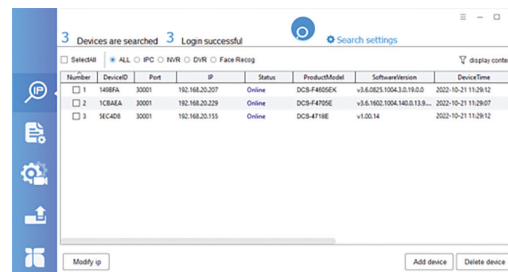 3 Devices are searched 3 Login successful Search settings
SelectAll ALL IPC NVR DVR Face Recog display conte
Number DeviceID Port IP Status ProductModel SoftwareVersion DeviceTime
1 149BFA 30001 192.168.20.207 Online DCS-F4605EK v3.6.0825.1004.3.0.19.0.0 2022-10-21 11:29:12
2 1CBAEA 30001 192.168.20.229 Online DCS-F4705E v3.6.1602.1004.140.0.13.9.... 2022-10-21 11:29:07
3 5EC4D8 30001 192.168.20.155 Online DCS-4718E v1.00.14 2022-10-21 11:29:12
IP
Modify ip Add device Delete device